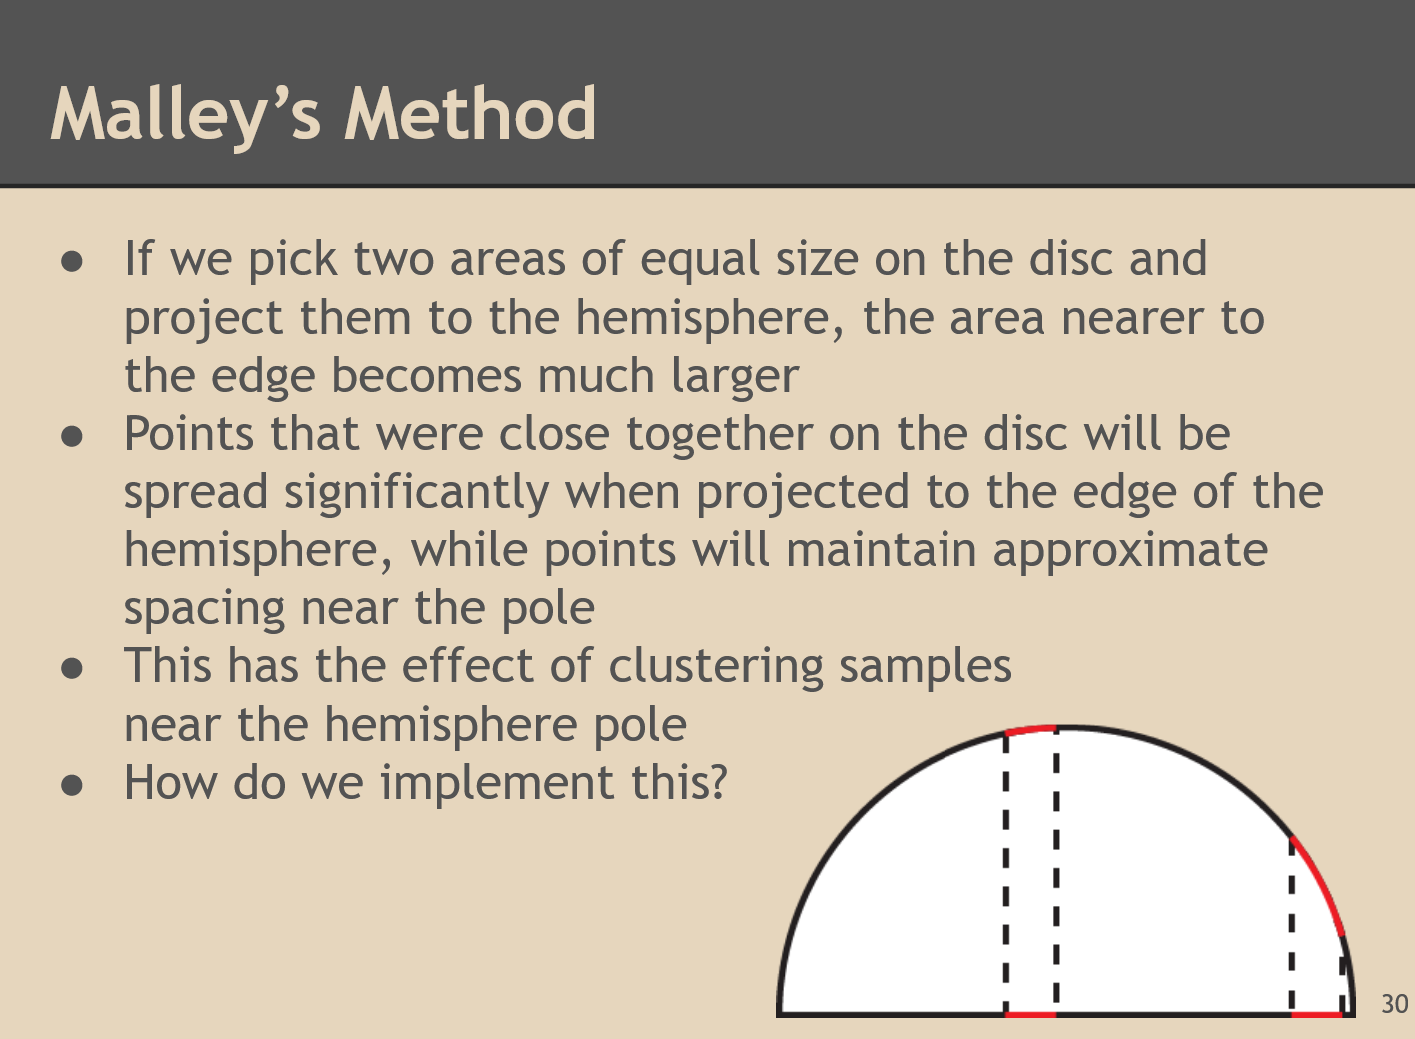 Malley’s Method
● If we pick two areas of equal size on the disc and
project them to the hemisphere, the area nearer to
the edge becomes much larger
● Points that were close together on the disc will be
spread significantly when projected to the edge of the
hemisphere, while points will maintain approximate
spacing near the pole
● This has the effect of clustering samples
near the hemisphere pole
● How do we implement this?
30